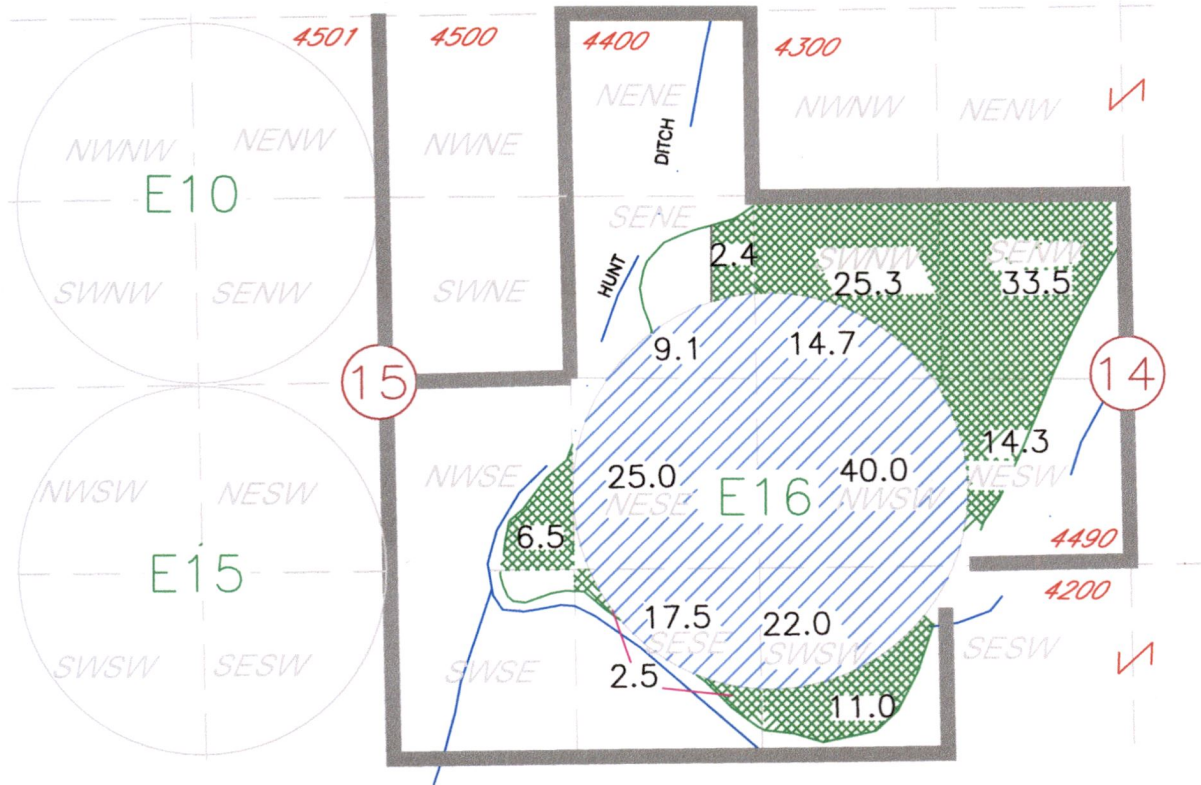 4501
4500
4400
4300
NENE
NWNW
NENW
NWNW
NENW
NWNE
DITCH
E10
SENE
SWNW
SENW
2.4
25.3
33.5
SWNW
SENW
SWNE
HUNT
9.1
14.7
15
14
14.3
NWSW
NESW
NWSE
25.0
40.0
NESW
NESE
E16
NWSW
6.5
4490
E15
4200
17.5
22.0
SWSW
SESW
SWSE
SESE
SWSW
SESW
2.5
11.0